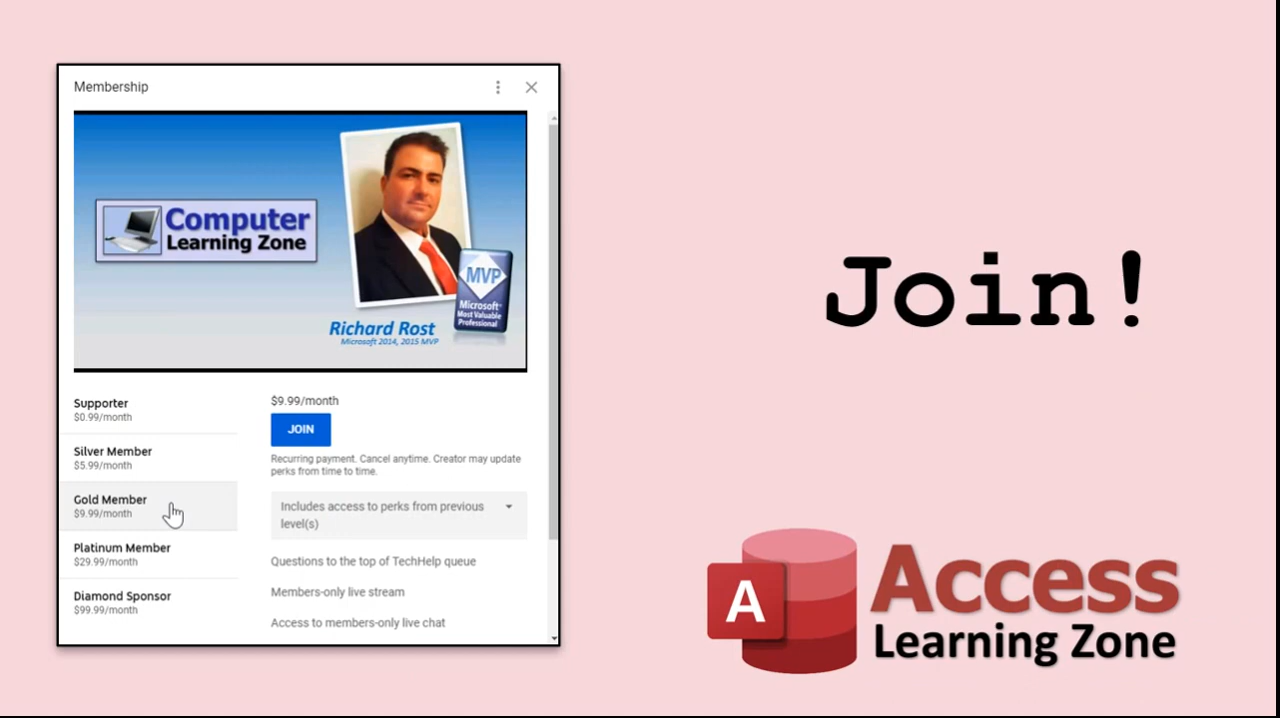 Membership
Computer
Learning Zone
MVP
Microsoft®
Most Valuable
Professional
Richard Rost
Microsoft 2014, 2015 MVP
Supporter
$0.99/month
Silver Member
$5.99/month
Gold Member
$9.99/month
Platinum Member
$29.99/month
Diamond Sponsor
$99.99/month
$9.99/month
JOIN
Recurring payment. Cancel anytime. Creator may update
perks from time to time.
Includes access to perks from previous
level(s)
Questions to the top of TechHelp queue
Members-only live stream
Access to members-only live chat
Join!
A
Access
Learning Zone